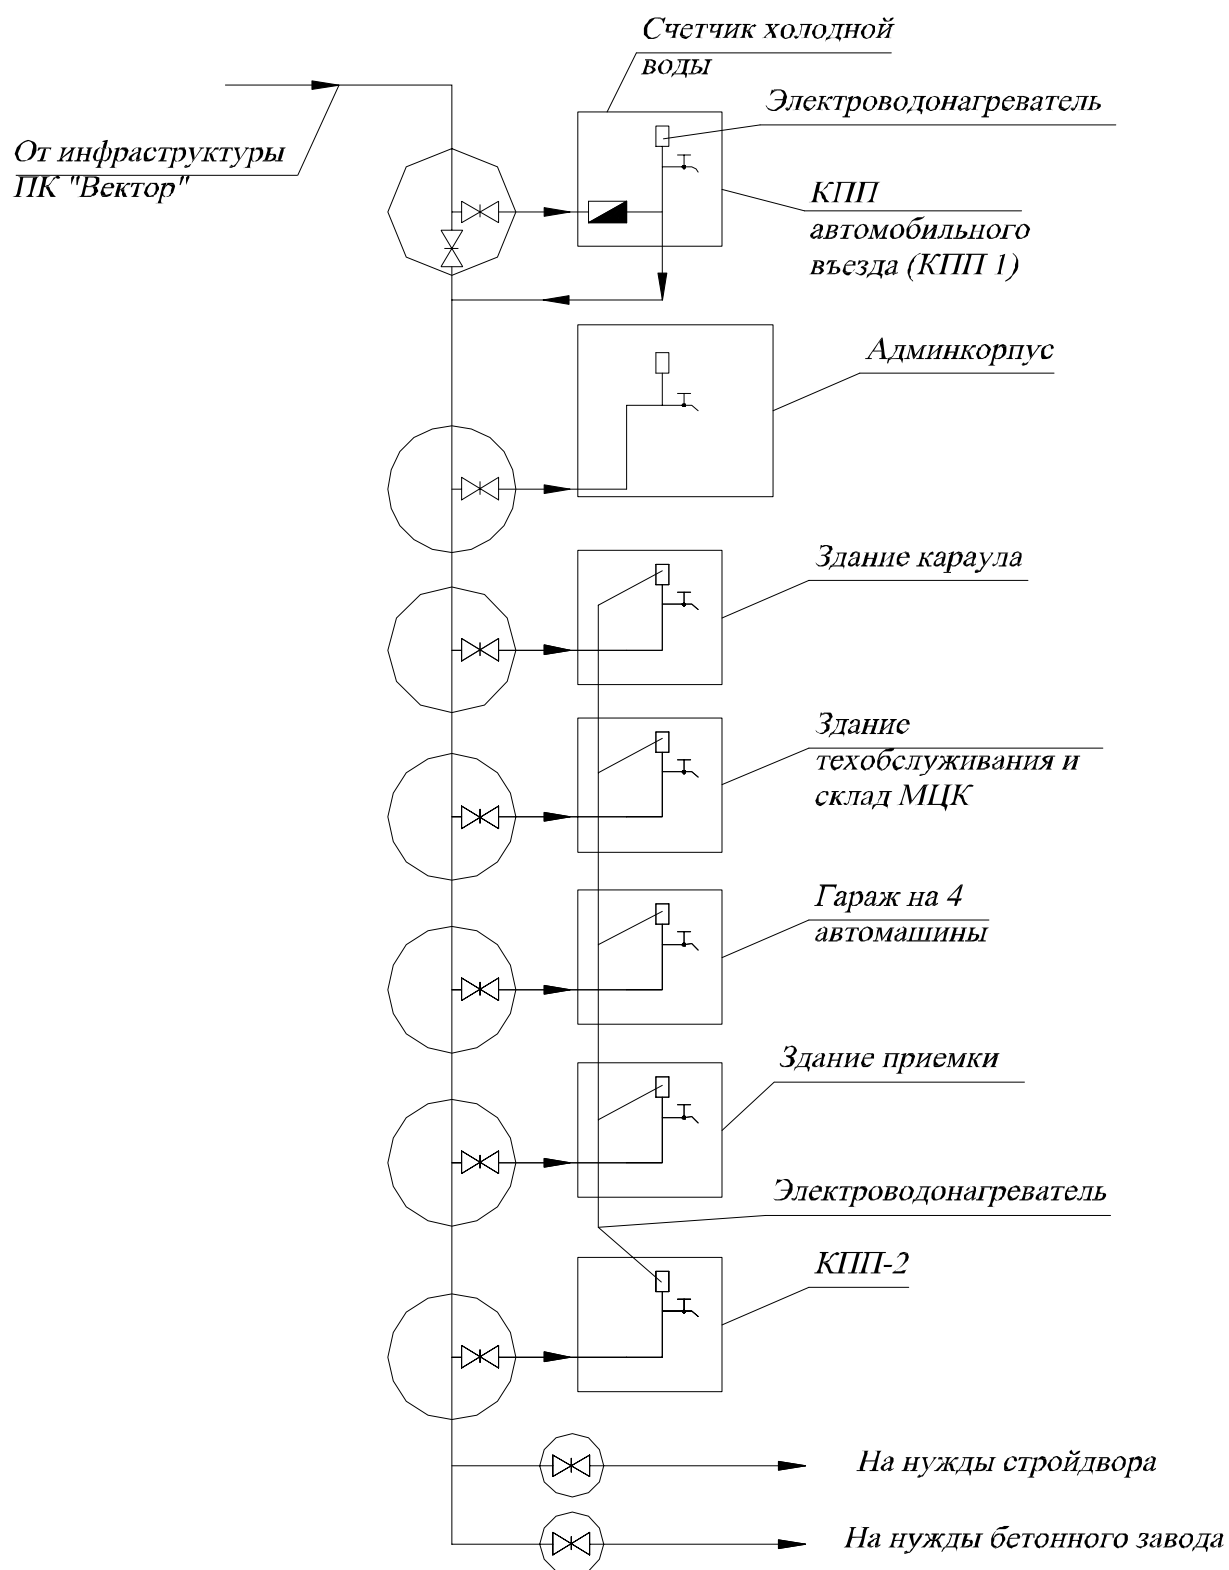 Счетчик холодной
воды
Электроводонагреватель
От инфраструктуры
ПК "Вектор"
КПП
автомобильного
въезда (КПП 1)
Админкорпус
Здание караула
Здание
техобслуживания и
склад МЦК
Гараж на 4
автомашины
Здание приемки
Электроводонагреватель
КПП-2
На нужды стройдвора
На нужды бетонного завода